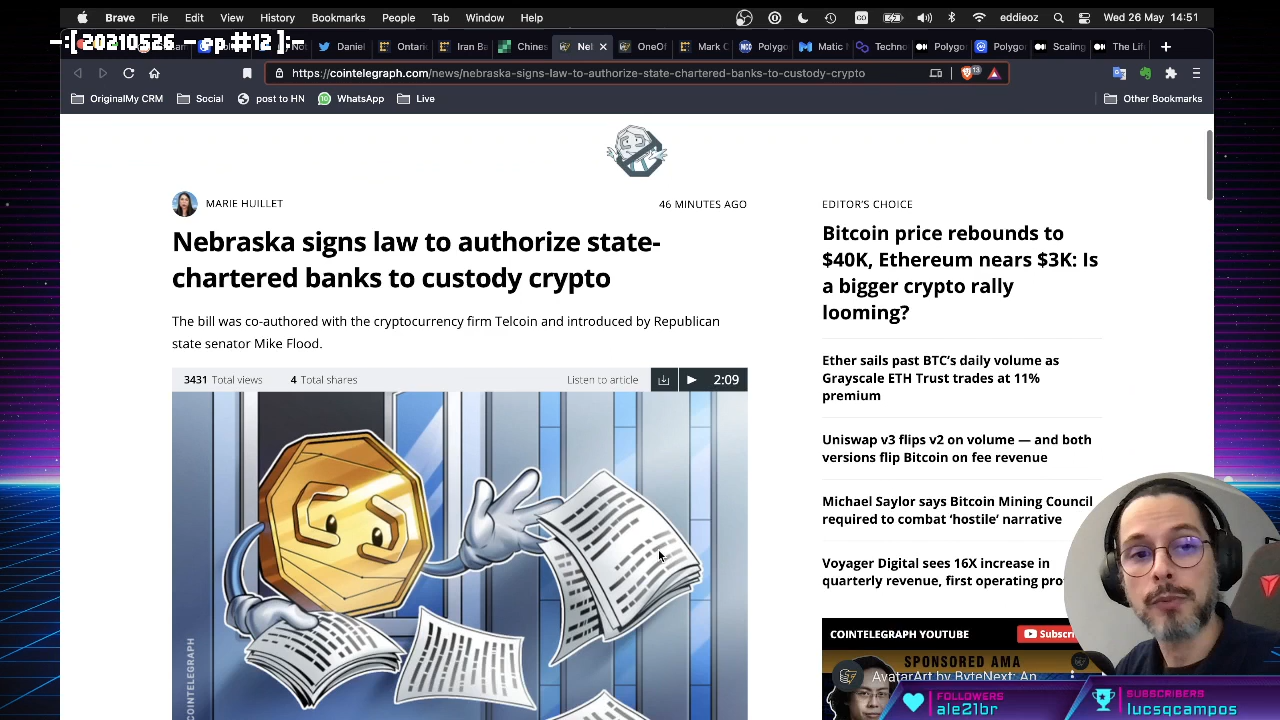 Brave File Edit View History Bookmarks People Tab Window Help eddieoz Wed 26 May 14:51
-:[ 20210526 - ep #12 ]:-
Daniel Ontari Iran Ba Chines Nel OneOf Mark C Polygo Matic Techno Polygo Polygo Scaling The Life
https://cointelegraph.com/news/nebraska-signs-law-to-authorize-state-chartered-banks-to-custody-crypto 13
OriginalMy CRM Social post to HN WhatsApp Live Other Bookmarks
MARIE HUILLET 46 MINUTES AGO
Nebraska signs law to authorize state-
chartered banks to custody crypto
The bill was co-authored with the cryptocurrency firm Telcoin and introduced by Republican
state senator Mike Flood.
3431 Total views 4 Total shares Listen to article 2:09
COINTELEGRAPH
EDITOR'S CHOICE
Bitcoin price rebounds to
$40K, Ethereum nears $3K: Is
a bigger crypto rally
looming?
Ether sails past BTC's daily volume as
Grayscale ETH Trust trades at 11%
premium
Uniswap v3 flips v2 on volume — and both
versions flip Bitcoin on fee revenue
Michael Saylor says Bitcoin Mining Council
required to combat 'hostile' narrative
Voyager Digital sees 16X increase in
quarterly revenue, first operating pro
COINTELEGRAPH YOUTUBE Subscri
SPONSORED AMA
AvatarArt by ByteNext: An
FOLLOWERS
ale21br
SUBSCRIBERS
lucsqcampos